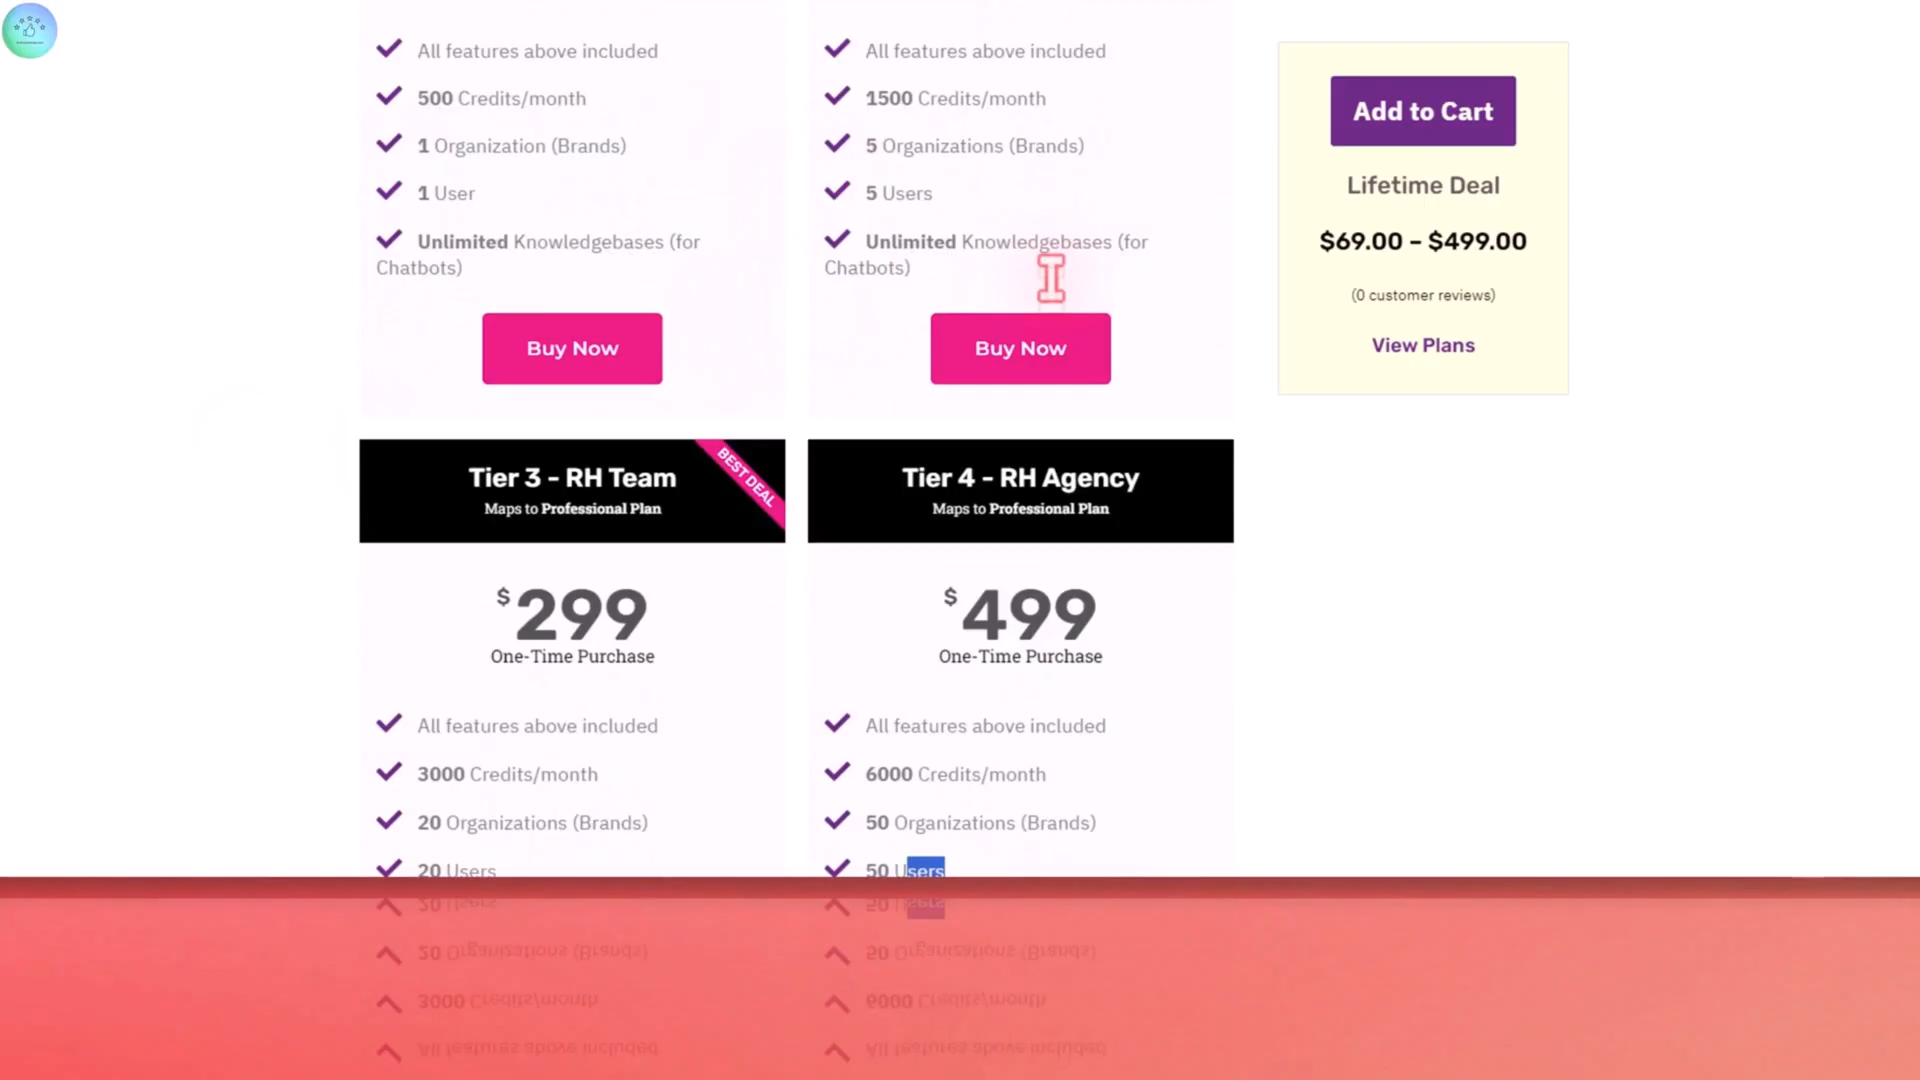 All features above included
500 Credits/month
1 Organization (Brands)
1 User
Unlimited Knowledgebases (for
Chatbots)
Buy Now
All features above included
1500 Credits/month
5 Organizations (Brands)
5 Users
Unlimited Knowledgebases (for
Chatbots)
Buy Now
Add to Cart
Lifetime Deal
$69.00 – $499.00
(0 customer reviews)
View Plans
Tier 3 - RH Team
Maps to Professional Plan
BEST DEAL
$299
One-Time Purchase
All features above included
3000 Credits/month
20 Organizations (Brands)
20 Users
Tier 4 - RH Agency
Maps to Professional Plan
$499
One-Time Purchase
All features above included
6000 Credits/month
50 Organizations (Brands)
50 Users